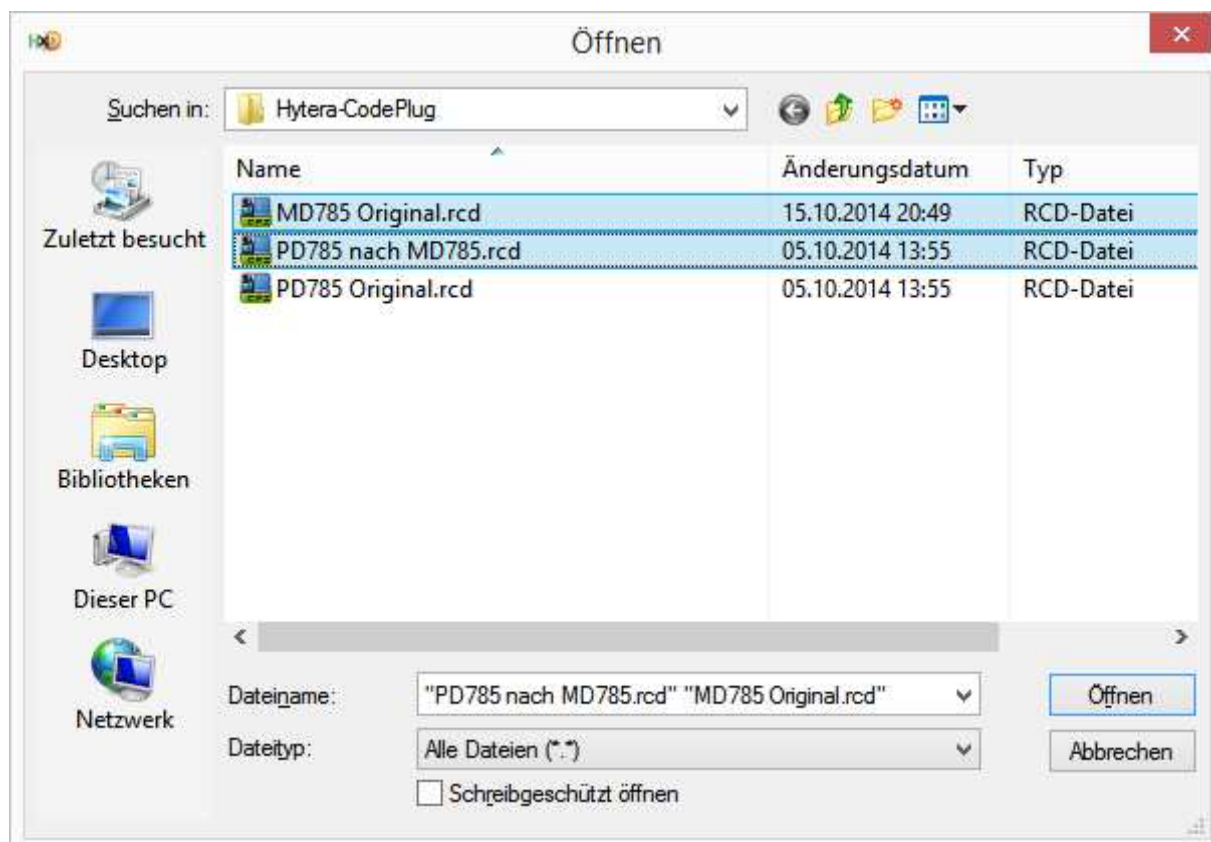 HXD
Öffnen
Suchen in: Hytera-CodePlug
Name Änderungsdatum Typ
MD785 Original.rcd 15.10.2014 20:49 RCD-Datei
PD785 nach MD785.rcd 05.10.2014 13:55 RCD-Datei
PD785 Original.rcd 05.10.2014 13:55 RCD-Datei
Zuletzt besucht
Desktop
Bibliotheken
Dieser PC
Netzwerk
Dateiname: "PD785 nach MD785.rcd" "MD785 Original.rcd" Öffnen
Dateityp: Alle Dateien (*.*) Abbrechen
Schreibgeschützt öffnen